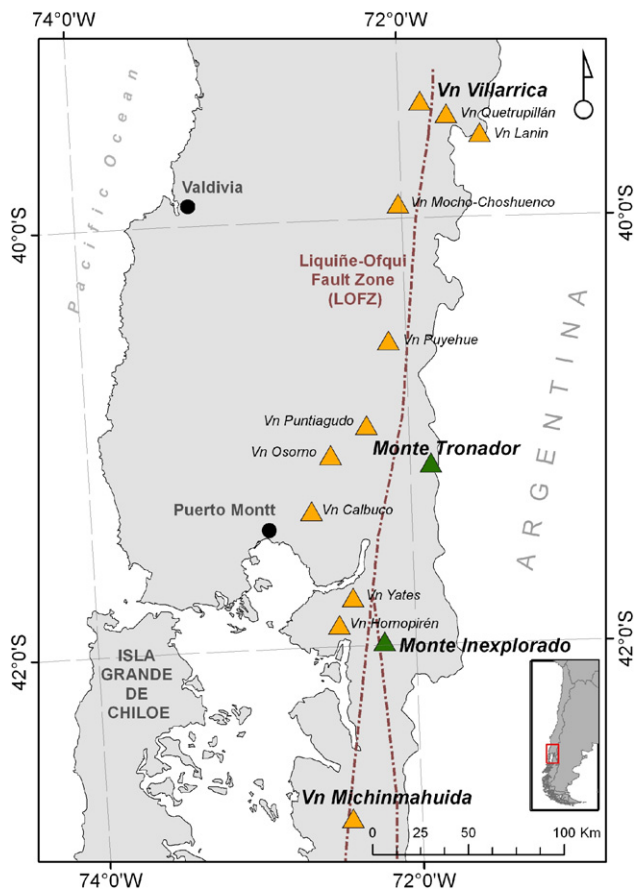 74°0'W
72°0'W
Vn Villarrica
Vn Quetrupillán
Vn Lanin
Pacific Ocean
Valdivia
Vn Mocho-Choshuenco
40°0'S
40°0'S
Liquiñe-Ofqui
Fault Zone
(LOFZ)
Vn Puyehue
ARGENTINA
Vn Puntiagudo
Vn Osorno
Monte Tronador
Puerto Montt
Vn Calbuco
Vn Yates
Vn Hornopirén
42°0'S
Monte Inexplorado
42°0'S
ISLA
GRANDE
DE
CHILOE
Vn Michinmahuida
0 25 50 100 Km
74°0'W
72°0'W